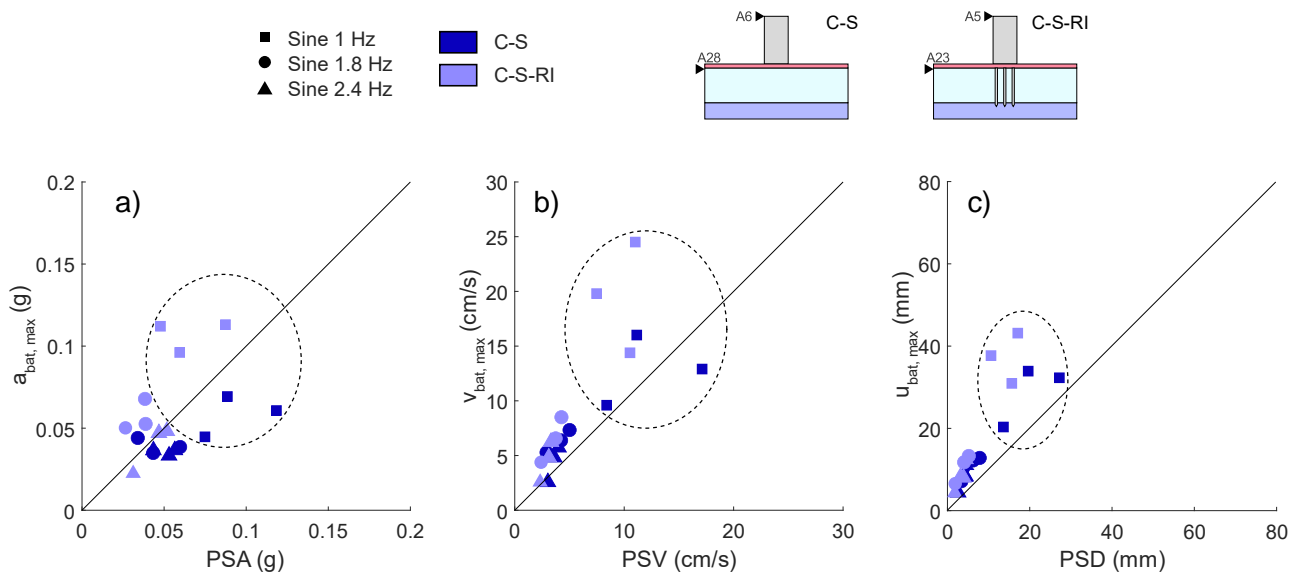 Sine 1 Hz
Sine 1.8 Hz
Sine 2.4 Hz
C-S
C-S-RI
A6
C-S
A28
A5
C-S-RI
A23
a)
0.2
0.15
0.1
0.05
0
0
0.05
0.1
0.15
0.2
a bat, max (g)
PSA (g)
b)
30
25
20
15
10
5
0
0
10
20
30
v bat, max (cm/s)
PSV (cm/s)
c)
80
60
40
20
0
0
20
40
60
80
u bat, max (mm)
PSD (mm)